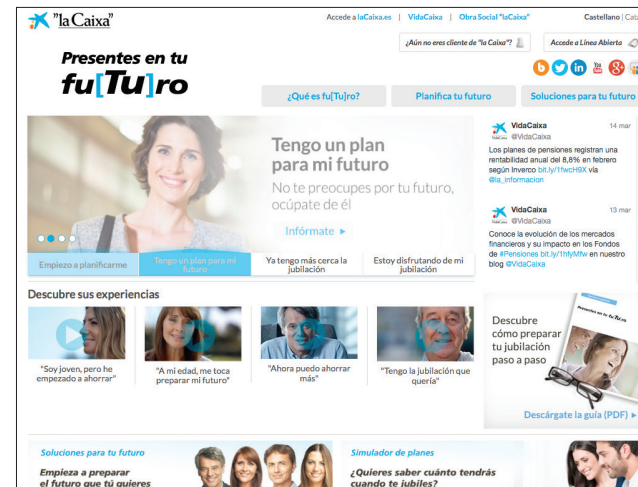 "la Caixa"
Accede a laCaixa.es | VidaCaixa | Obra Social "laCaixa"
Castellano |
¿Aún no eres cliente de "la Caixa"?
Accede a Línea Abierta
Presentes en tu
fu[Tu]ro
¿Qué es fu[Tu]ro?
Planifica tu futuro
Soluciones para tu futuro
Tengo un plan
para mi futuro
No te preocupes por tu futuro,
ocúpate de él
Infórmate ►
Empiezo a planificarme
Tengo un plan para mi
futuro
Ya tengo más cerca la
jubilación
Estoy disfrutando de mi
jubilación
VidaCaixa 14 mar
@VidaCaixa
Los planes de pensiones registran una
rentabilidad anual del 8,8% en febrero
según Inverco bit.ly/1fwcH9X vía
@la_informacion
VidaCaixa 13 mar
@VidaCaixa
Conoce la evolución de los mercados
financieros y su impacto en los Fondos
de #Pensiones bit.ly/1hfyMfw en nuestro
blog @VidaCaixa
Descubre sus experiencias
"Soy joven, pero he
empezado a ahorrar"
"A mi edad, me toca
preparar mi futuro"
"Ahora puedo ahorrar
más"
"Tengo la jubilación que
quería"
Descubre
cómo preparar
tu jubilación
paso a paso
Presentes en tu fu[Tu]ro
Descárgate la guía (PDF) ►
Soluciones para tu futuro
Empieza a preparar
el futuro que tú quieres
Simulador de planes
¿Quieres saber cuánto tendrás
cuando te jubiles?